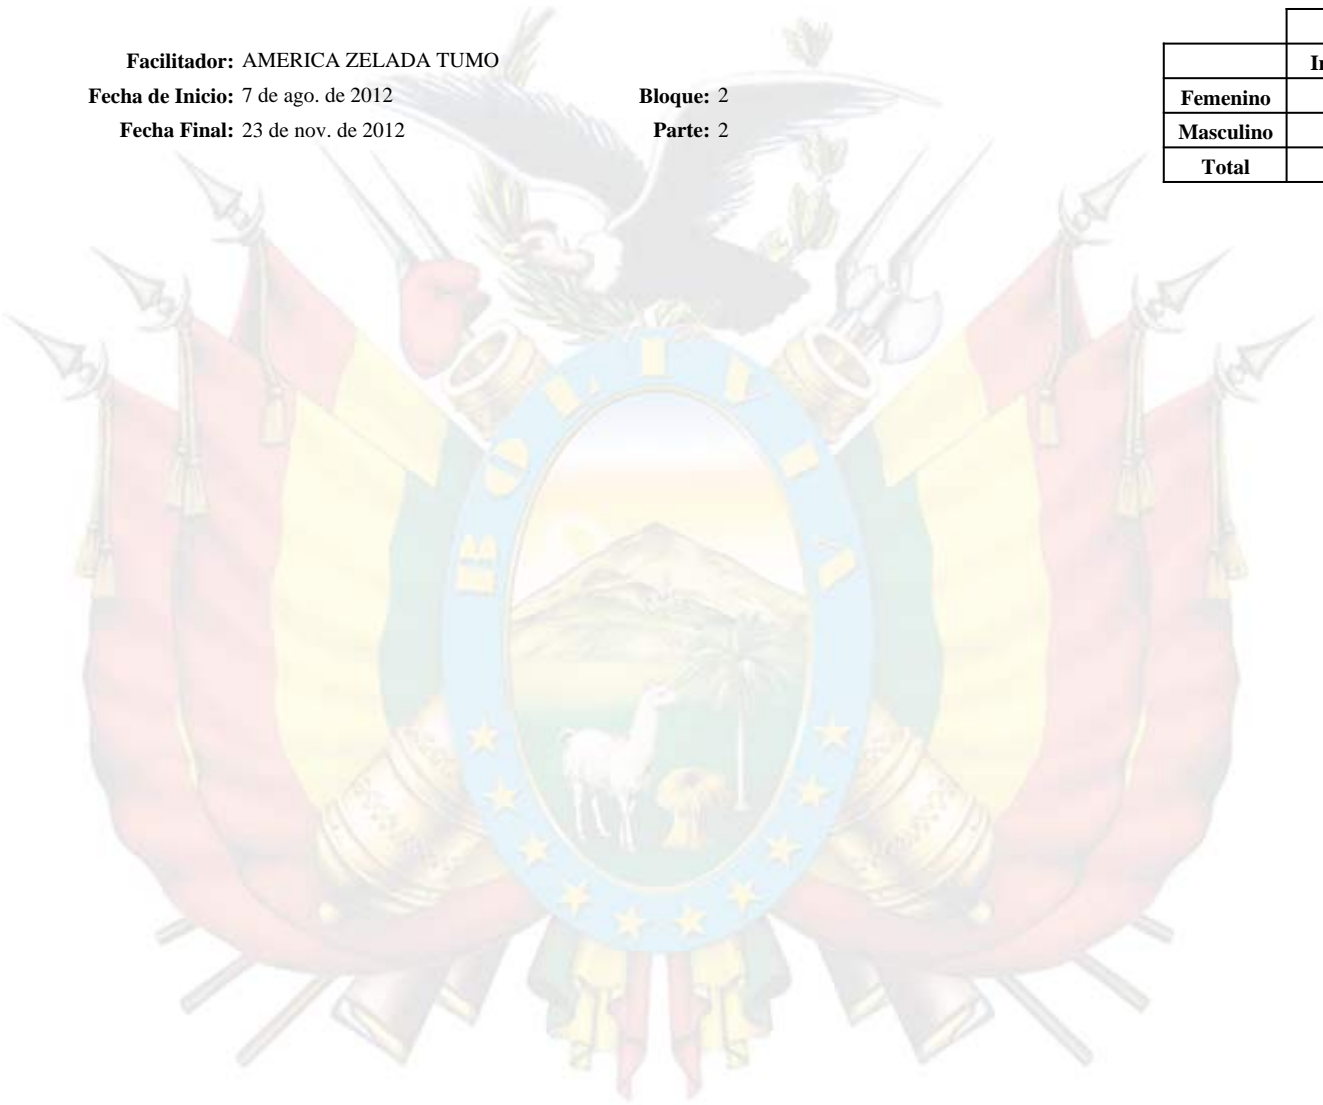 Facilitador: AMERICA ZELADA TUMO
Fecha de Inicio: 7 de ago. de 2012 Bloque: 2
Fecha Final: 23 de nov. de 2012 Parte: 2
Femenino
Masculino
Total
BOLIVIA